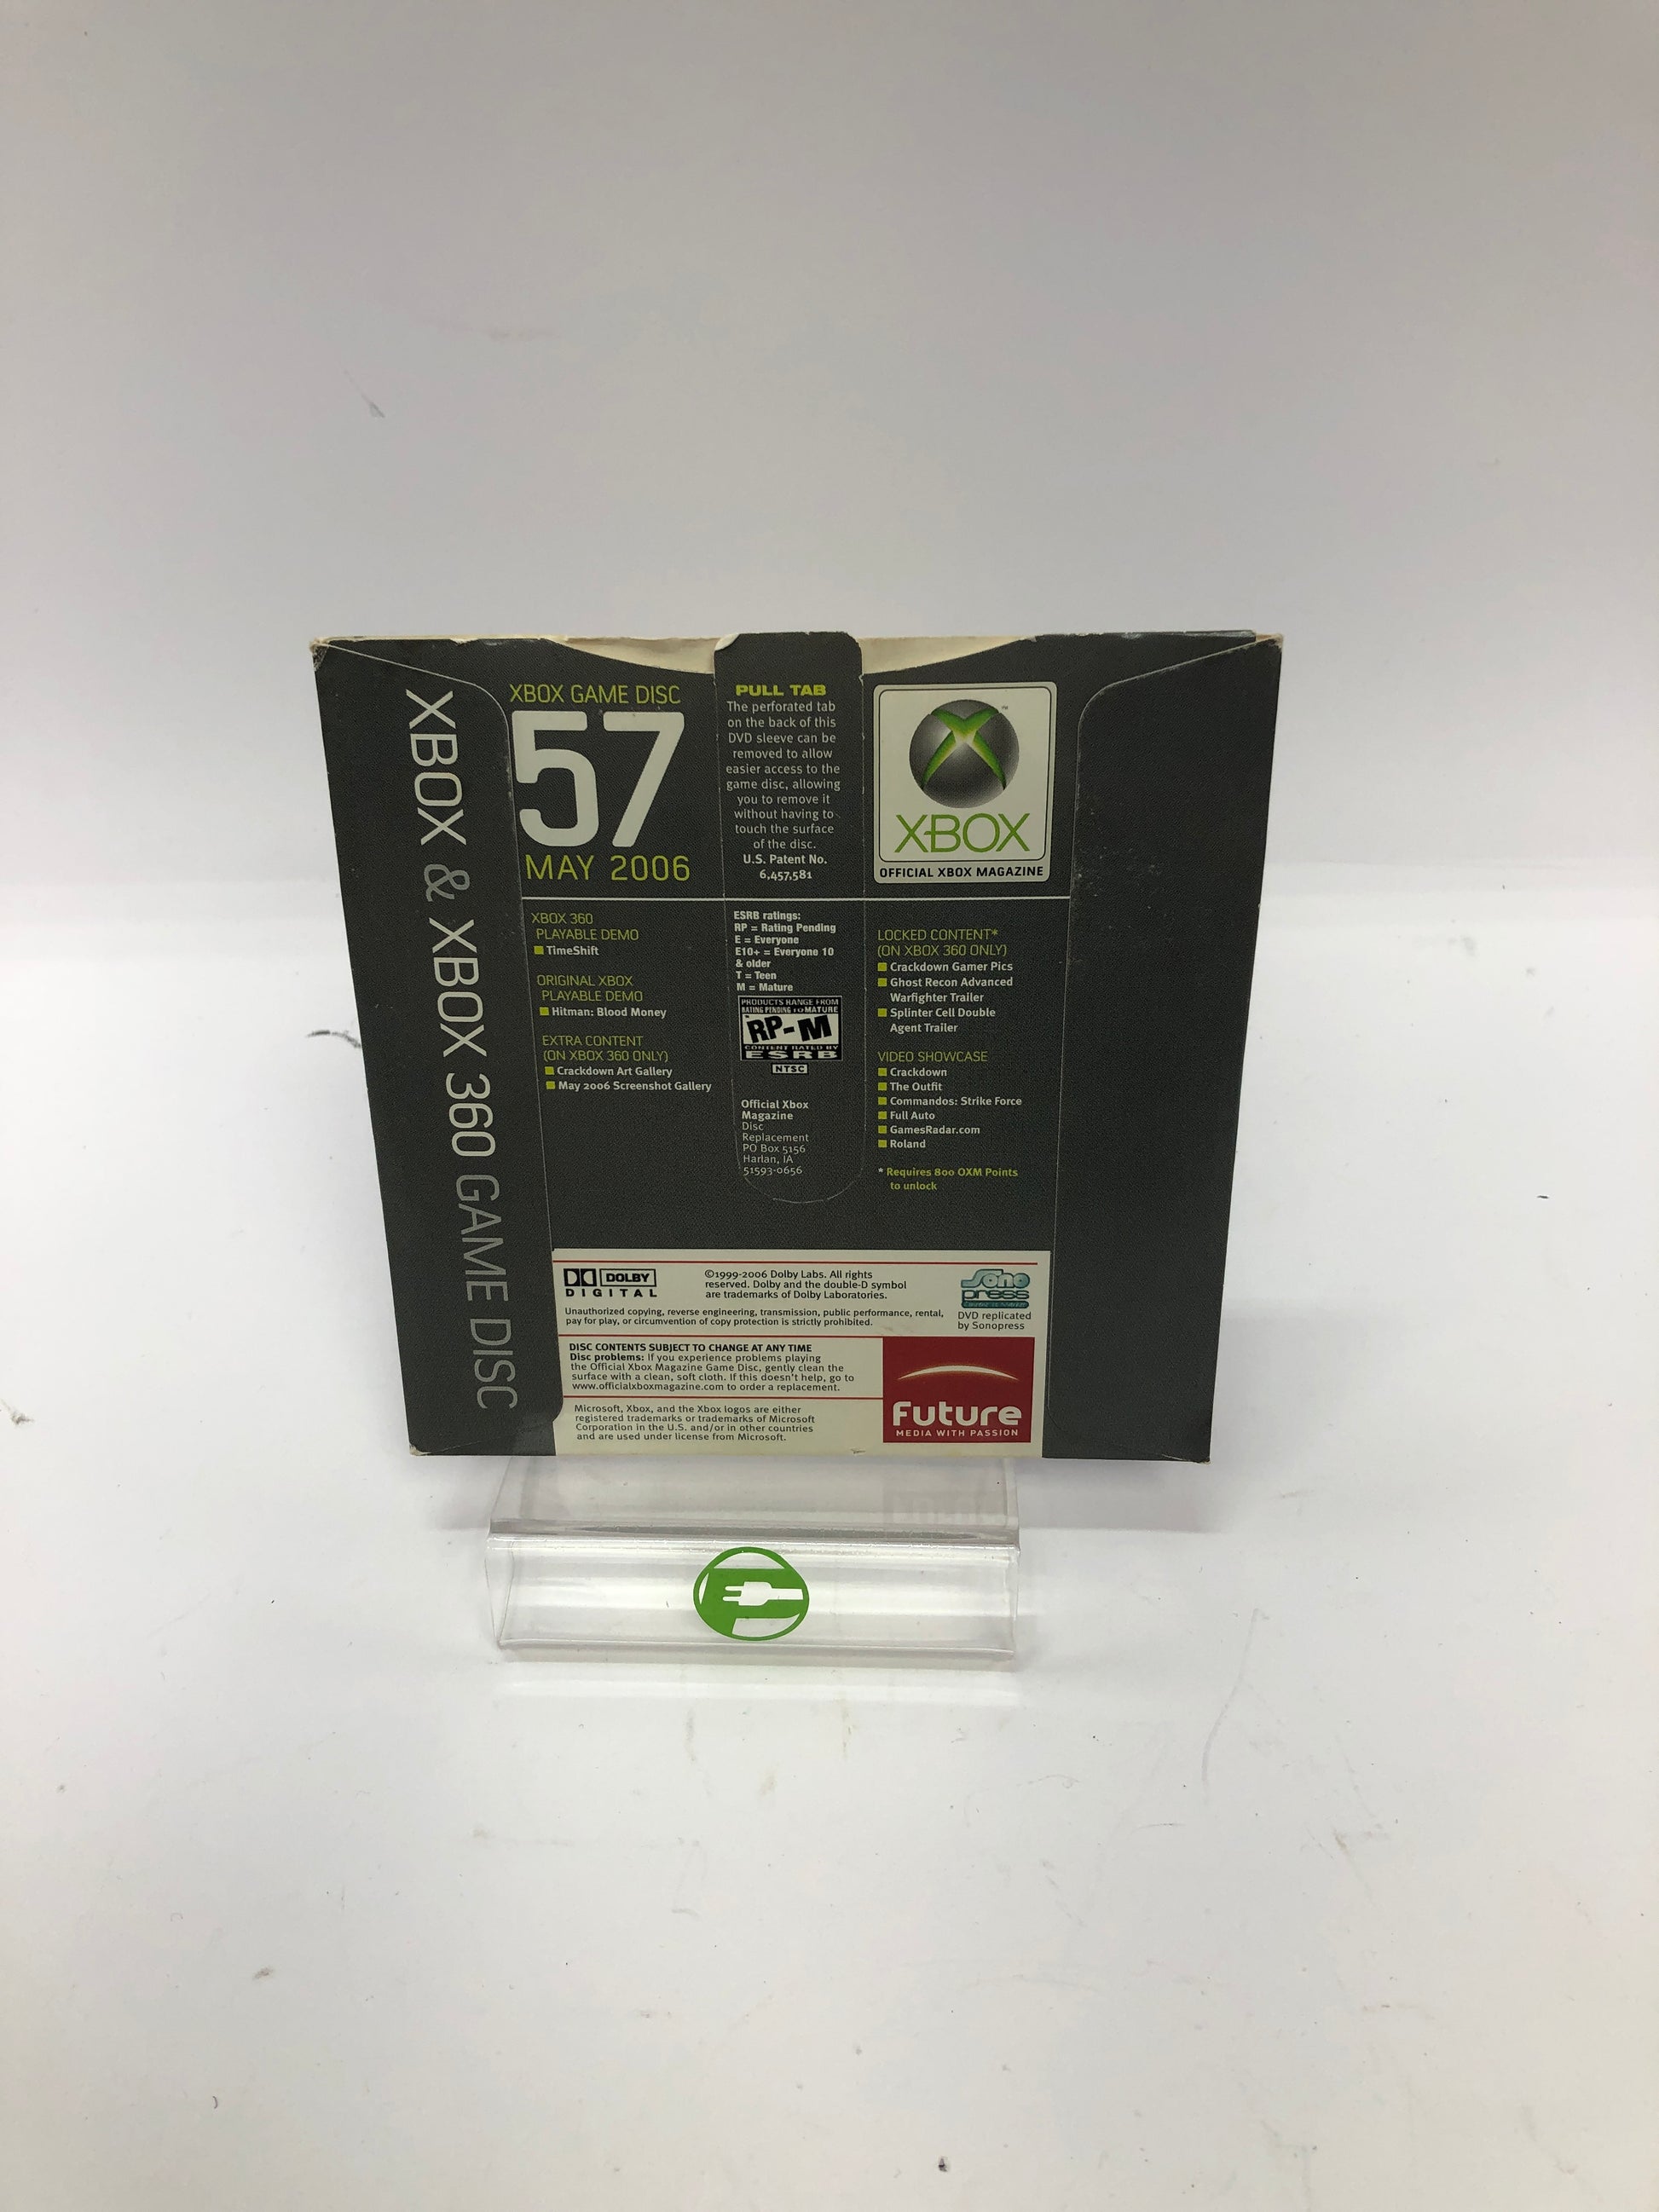 XBOX & XBOX 360 GAME DISC
XBOX GAME DISC
57
MAY 2006
PULL TAB
The perforated tab
on the back of this
DVD sleeve can be
removed to allow
easier access to the
game disc, allowing
you to remove it
without having to
touch the surface
of the disc.
U.S. Patent No.
6,457,581
XBOX
OFFICIAL XBOX MAGAZINE
XBOX 360
PLAYABLE DEMO
TimeShift
ORIGINAL XBOX
PLAYABLE DEMO
Hitman: Blood Money
EXTRA CONTENT
(ON XBOX 360 ONLY)
Crackdown Art Gallery
May 2006 Screenshot Gallery
ESRB ratings:
RP = Rating Pending
E = Everyone
E10+ = Everyone 10
& older
T = Teen
M = Mature
PRODUCTS RANGE FROM
RATING PENDING TO MATURE
RP-M
CONTENT RATED BY
ESRB
NTSC
Official Xbox
Magazine
Disc
Replacement
PO Box 5156
Harlan, IA
51593-0656
LOCKED CONTENT*
(ON XBOX 360 ONLY)
Crackdown Gamer Pics
Ghost Recon Advanced
Warfighter Trailer
Splinter Cell Double
Agent Trailer
VIDEO SHOWCASE
Crackdown
The Outfit
Commandos: Strike Force
Full Auto
GamesRadar.com
Roland
* Requires 800 OXM Points
to unlock
DOLBY
DIGITAL
©1999-2006 Dolby Labs. All rights
reserved. Dolby and the double-D symbol
are trademarks of Dolby Laboratories.
Unauthorized copying, reverse engineering, transmission, public performance, rental,
pay for play, or circumvention of copy protection is strictly prohibited.
Sono
press
DVD replicated
by Sonopress
DISC CONTENTS SUBJECT TO CHANGE AT ANY TIME
Disc problems: If you experience problems playing
the Official Xbox Magazine Game Disc, gently clean the
surface with a clean, soft cloth. If this doesn't help, go to
www.officialxboxmagazine.com to order a replacement.
Microsoft, Xbox, and the Xbox logos are either
registered trademarks or trademarks of Microsoft
Corporation in the U.S. and/or in other countries
and are used under license from Microsoft.
Future
MEDIA WITH PASSION